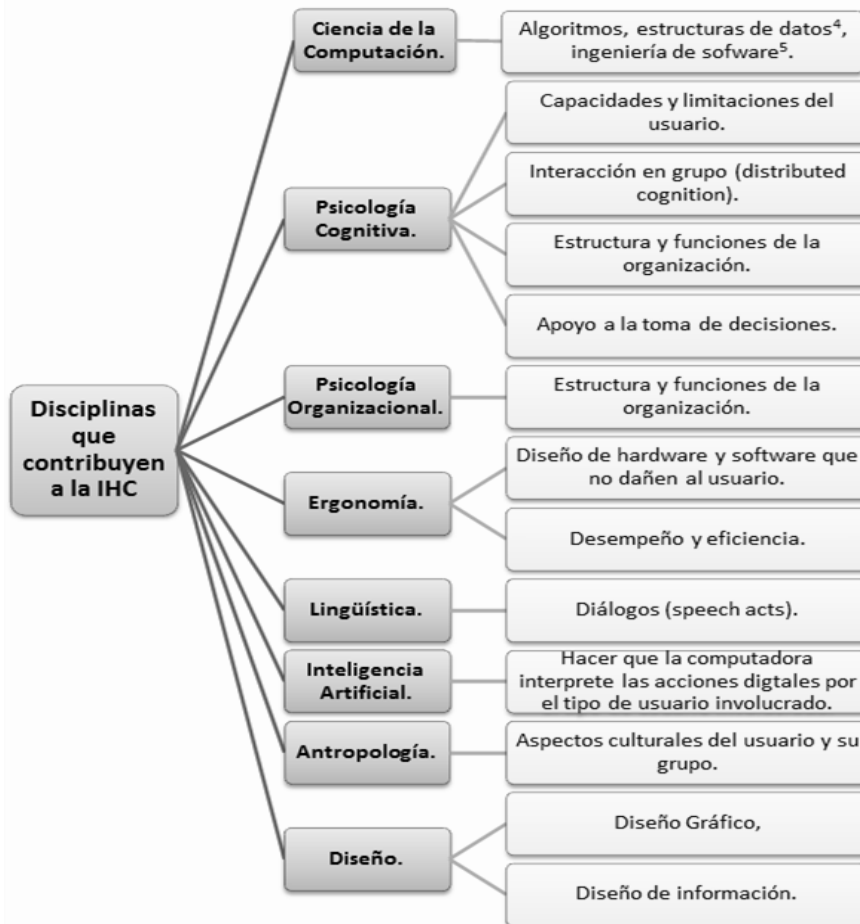 Disciplinas
que
contribuyen
a la IHC
Ciencia de la
Computación.
Algoritmos, estructuras de datos⁴,
ingeniería de sofware⁵.
Psicología
Cognitiva.
Capacidades y limitaciones del
usuario.
Interacción en grupo (distributed
cognition).
Estructura y funciones de la
organización.
Apoyo a la toma de decisiones.
Psicología
Organizacional.
Estructura y funciones de la
organización.
Ergonomía.
Diseño de hardware y software que
no dañen al usuario.
Desempeño y eficiencia.
Lingüística.
Diálogos (speech acts).
Inteligencia
Artificial.
Hacer que la computadora
interprete las acciones digtales por
el tipo de usuario involucrado.
Antropología.
Aspectos culturales del usuario y su
grupo.
Diseño.
Diseño Gráfico,
Diseño de información.